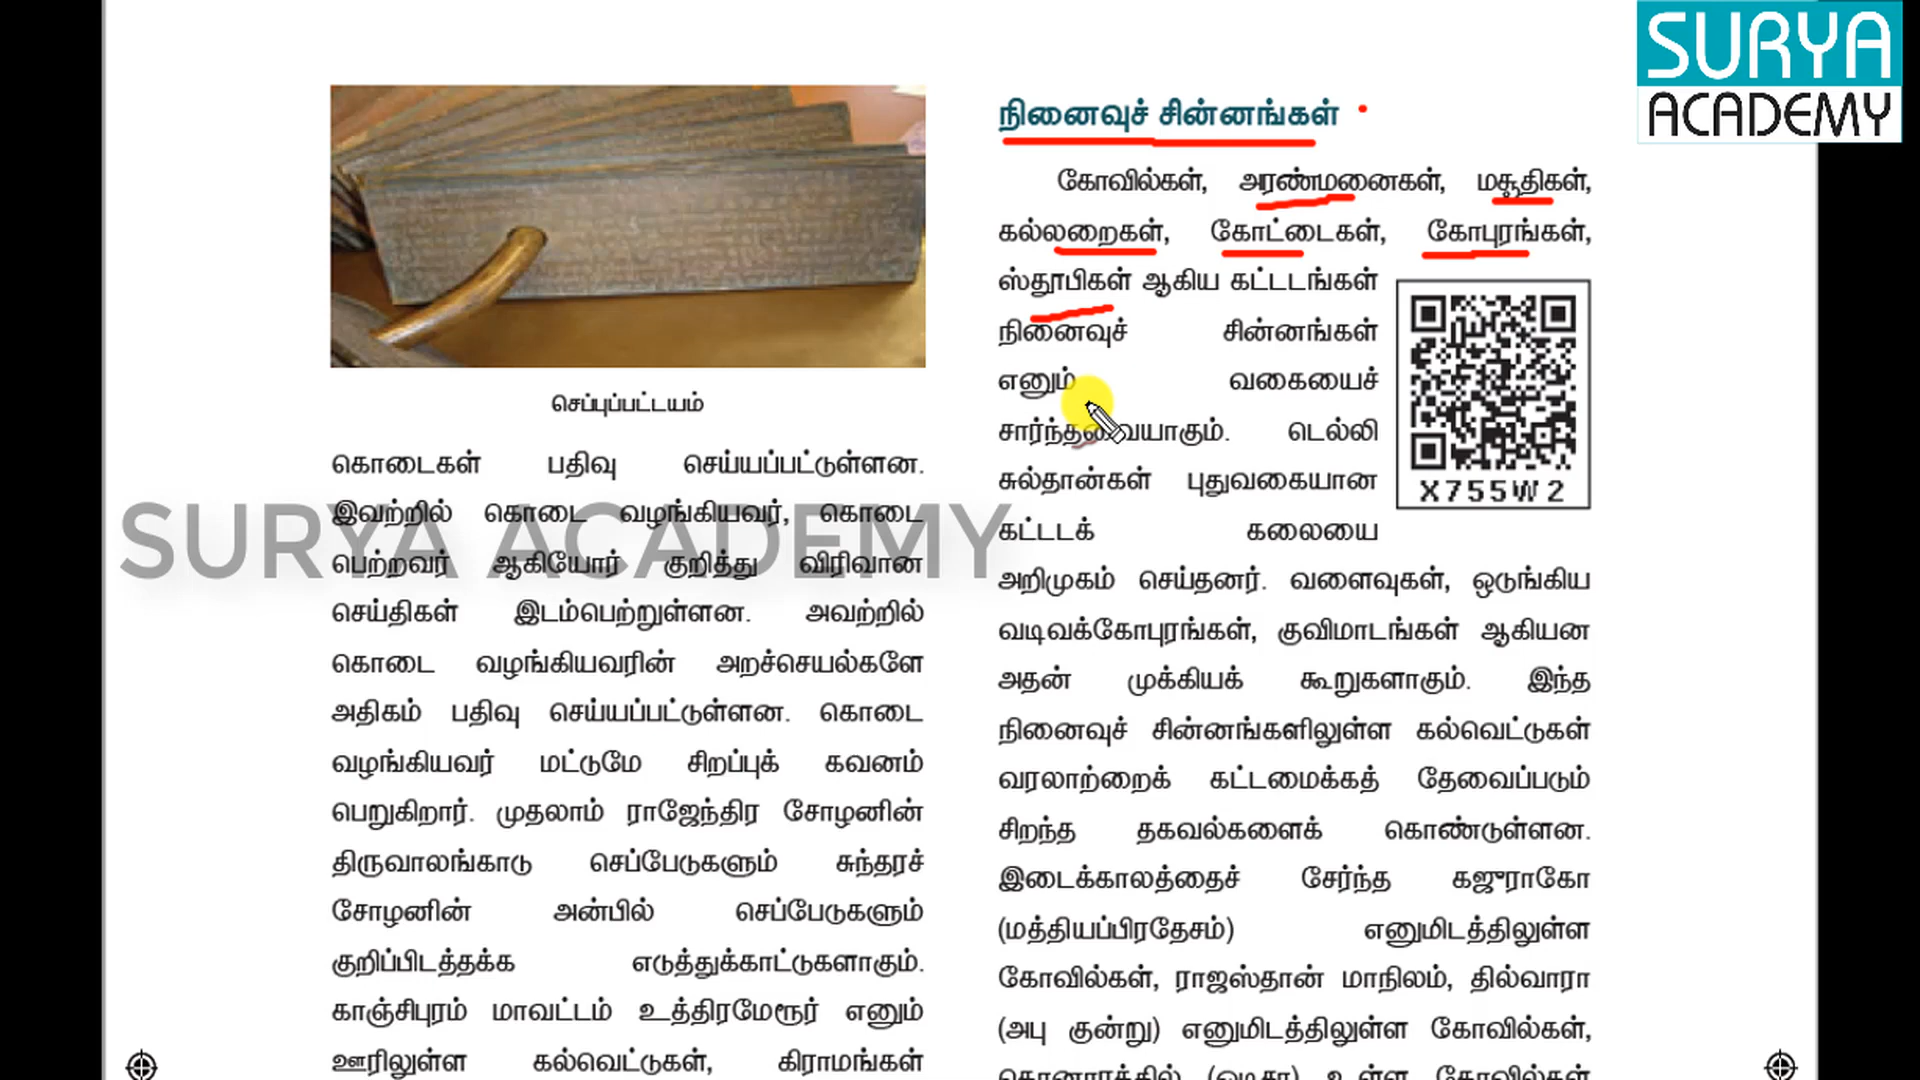 SURYA
ACADEMY
செப்புப்பட்டயம்
கொடைகள் பதிவு செய்யப்பட்டுள்ளன.
இவற்றில் கொடை வழங்கியவர், கொடை
பெற்றவர் ஆகியோர் குறித்து விரிவான
செய்திகள் இடம்பெற்றுள்ளன. அவற்றில்
கொடை வழங்கியவரின் அறச்செயல்களே
அதிகம் பதிவு செய்யப்பட்டுள்ளன. கொடை
வழங்கியவர் மட்டுமே சிறப்புக் கவனம்
பெறுகிறார். முதலாம் ராஜேந்திர சோழனின்
திருவாலங்காடு செப்பேடுகளும் சுந்தரச்
சோழனின் அன்பில் செப்பேடுகளும்
குறிப்பிடத்தக்க எடுத்துக்காட்டுகளாகும்.
காஞ்சிபுரம் மாவட்டம் உத்திரமேரூர் எனும்
ஊரிலுள்ள கல்வெட்டுகள், கிராமங்கள்
SURYA ACADEMY
நினைவுச் சின்னங்கள்
கோவில்கள், அரண்மனைகள், மசூதிகள்,
கல்லறைகள், கோட்டைகள், கோபுரங்கள்,
ஸ்தூபிகள் ஆகிய கட்டடங்கள்
நினைவுச் சின்னங்கள்
எனும் வகையைச்
சார்ந்தவையாகும். டெல்லி
சுல்தான்கள் புதுவகையான
கட்டடக் கலையை
அறிமுகம் செய்தனர். வளைவுகள், ஒடுங்கிய
வடிவக்கோபுரங்கள், குவிமாடங்கள் ஆகியன
அதன் முக்கியக் கூறுகளாகும். இந்த
நினைவுச் சின்னங்களிலுள்ள கல்வெட்டுகள்
வரலாற்றைக் கட்டமைக்கத் தேவைப்படும்
சிறந்த தகவல்களைக் கொண்டுள்ளன.
இடைக்காலத்தைச் சேர்ந்த கஜுராகோ
(மத்தியப்பிரதேசம்) எனுமிடத்திலுள்ள
கோவில்கள், ராஜஸ்தான் மாநிலம், தில்வாரா
(அபு குன்று) எனுமிடத்திலுள்ள கோவில்கள்,
X755W2